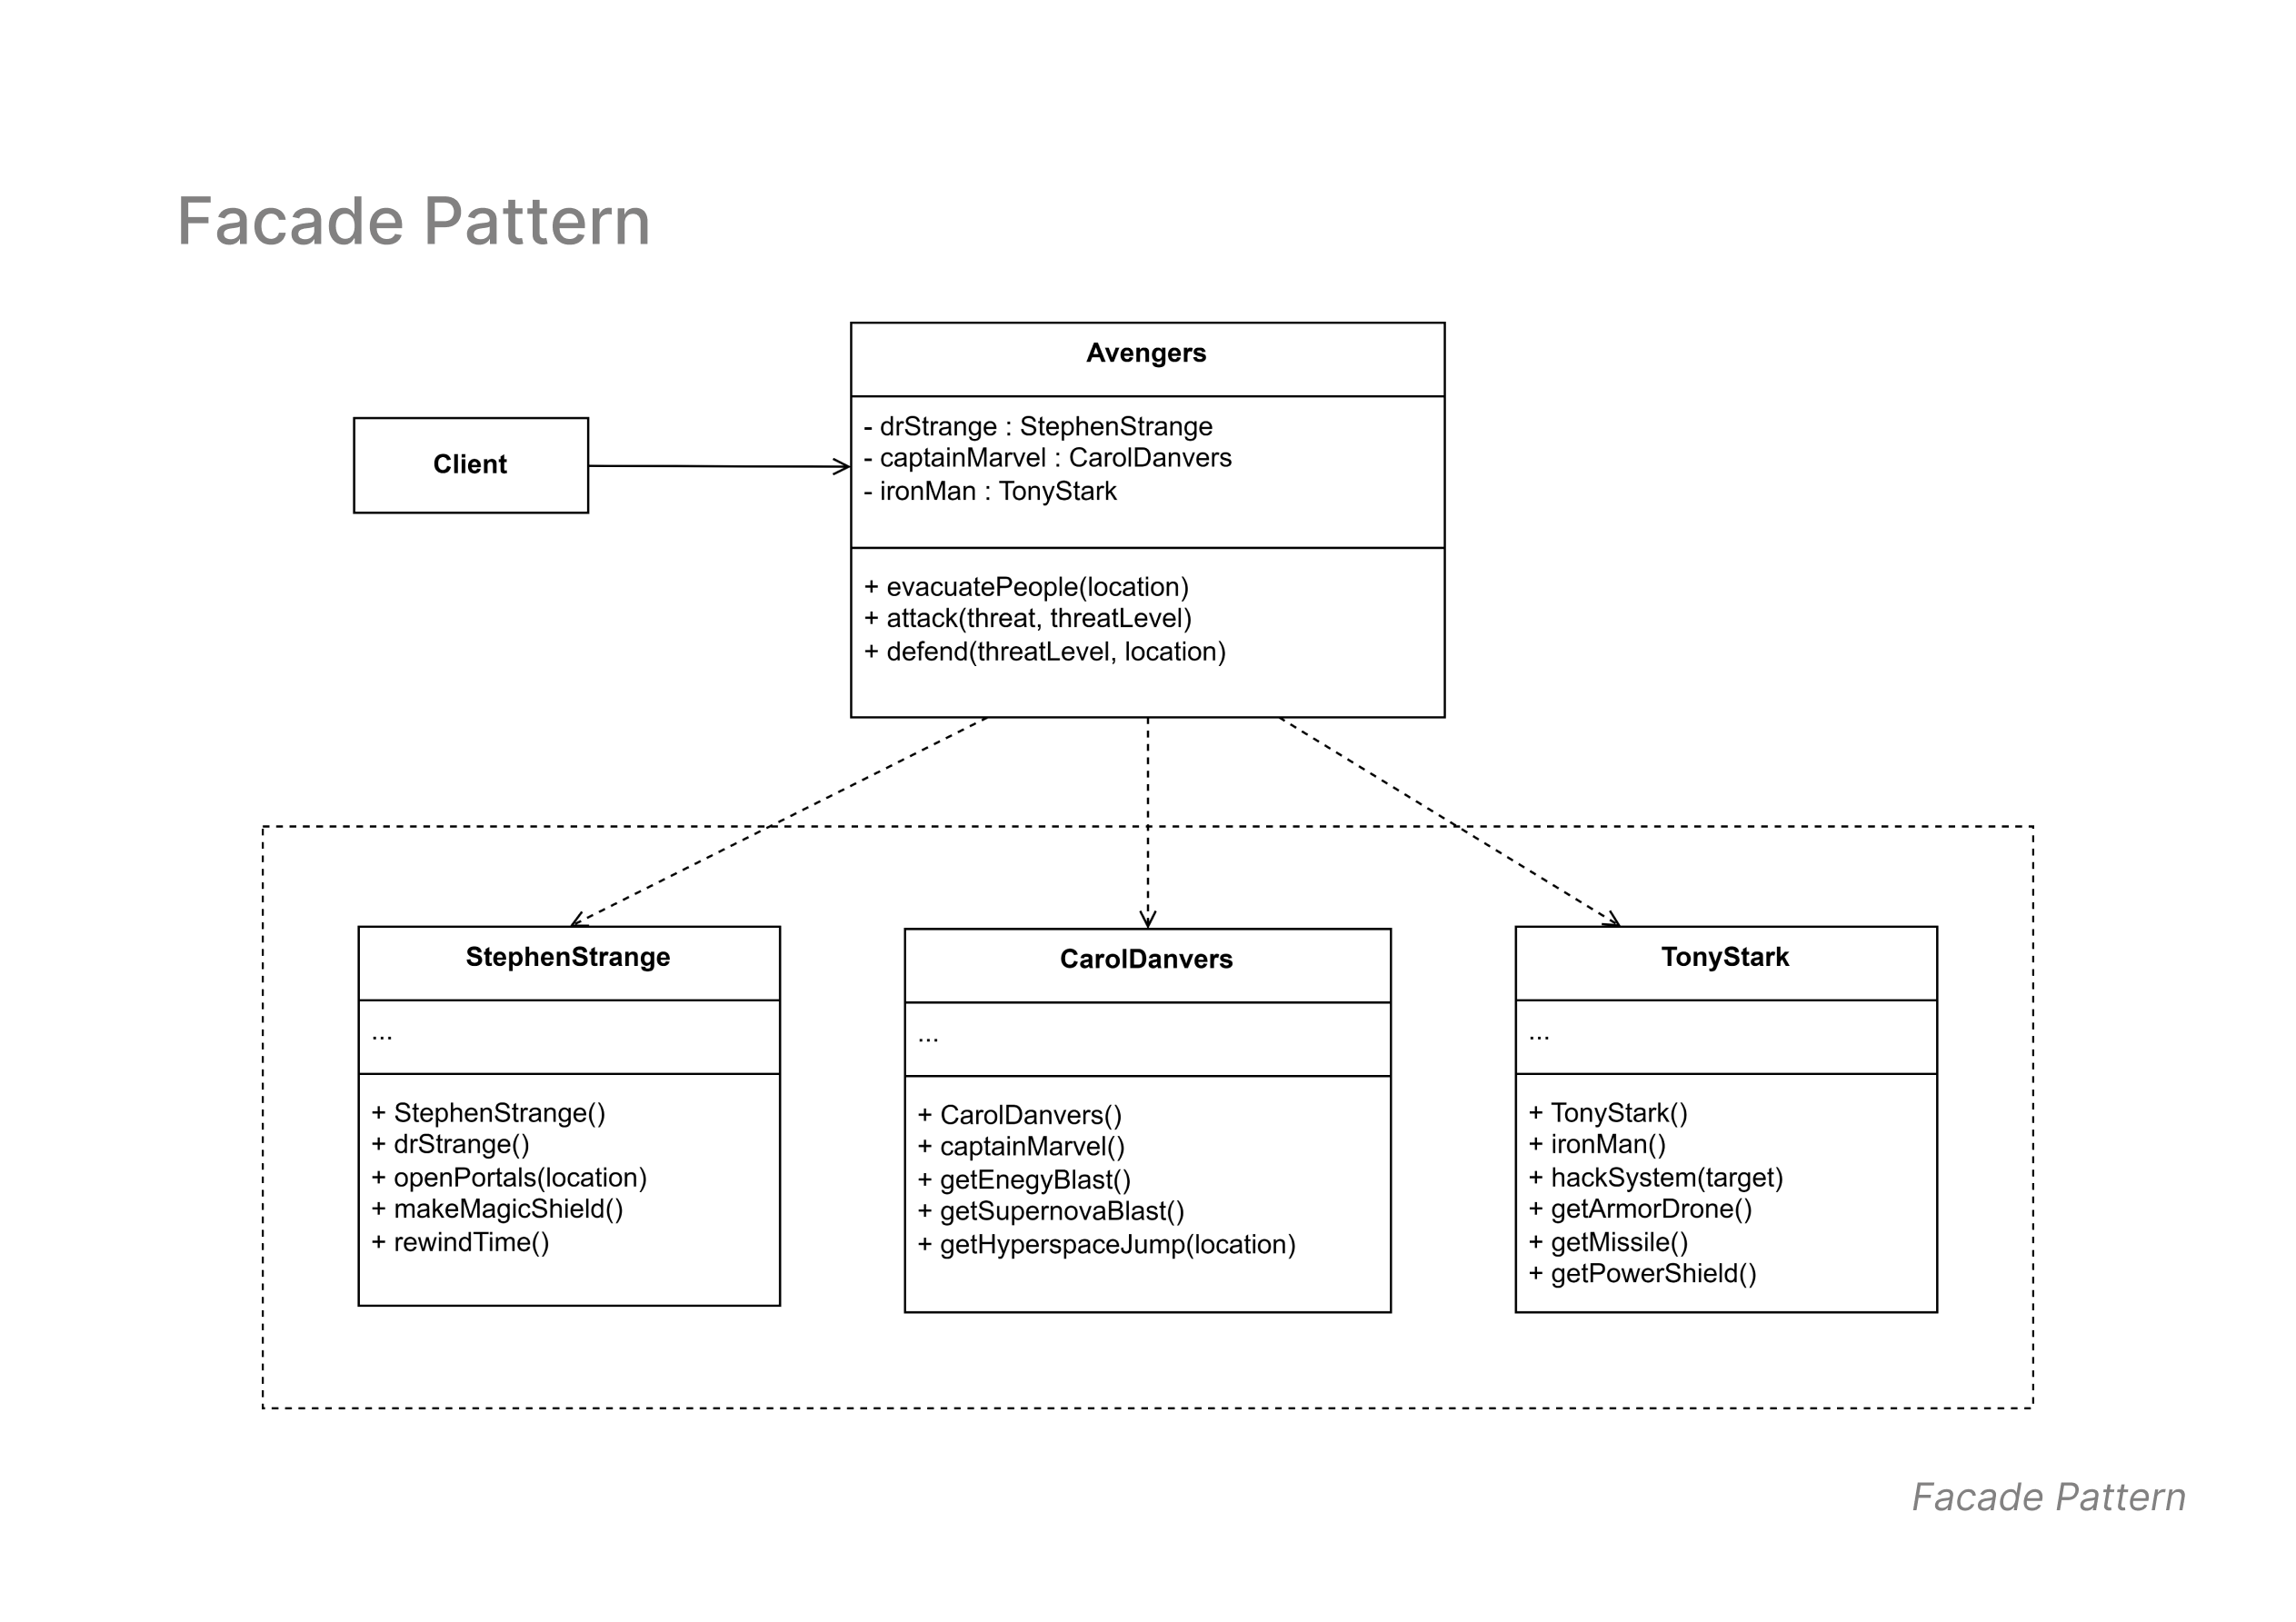 Facade Pattern
Avengers
Client
- drStrange : StephenStrange
- captainMarvel : CarolDanvers
- ironMan : TonyStark
+ evacuatePeople(location)
+ attack(threat, threatLevel)
+ defend(threatLevel, location)
StephenStrange
...
+ StephenStrange()
+ drStrange()
+ openPortals(location)
+ makeMagicShield()
+ rewindTime()
CarolDanvers
...
+ CarolDanvers()
+ captainMarvel()
+ getEnegyBlast()
+ getSupernovaBlast()
+ getHyperspaceJump(location)
TonyStark
...
+ TonyStark()
+ ironMan()
+ hackSystem(target)
+ getArmorDrone()
+ getMissile()
+ getPowerShield()
Facade Pattern